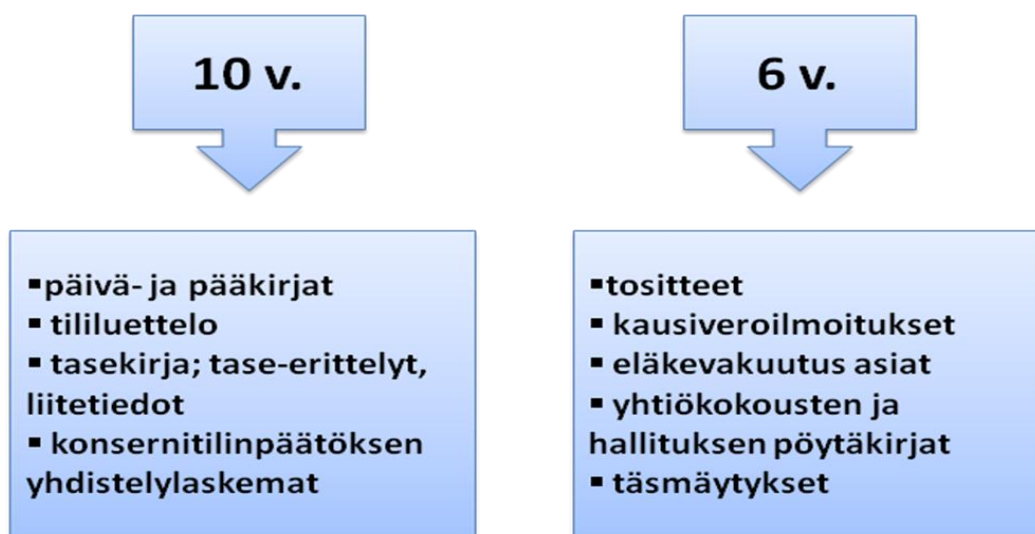 10 v.
▪päivä- ja pääkirjat
▪ tililuettelo
▪ tasekirja; tase-erittelyt,
liitetiedot
▪ konsernitilinpäätöksen
yhdistelylaskemat
6 v.
▪tositteet
▪ kausiveroilmoitukset
▪ eläkevakuutus asiat
▪ yhtiökokousten ja
hallituksen pöytäkirjat
▪ täsmäytykset